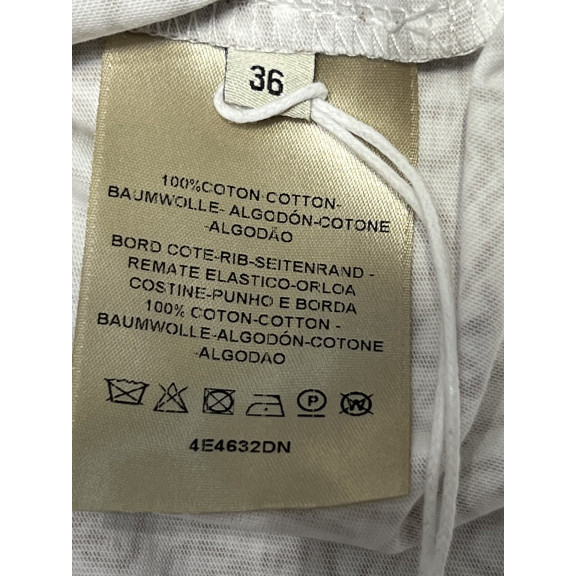 36
100%COTON-COTTON-
BAUMWOLLE- ALGODÓN-COTONE
-ALGODÃO
BORD COTE-RIB-SEITENRAND -
REMATE ELASTICO-ORLOA
COSTINE-PUNHO E BORDA
100% COTON-COTTON -
BAUMWOLLE-ALGODÓN-COTONE
-ALGODAO
P W
4E4632DN